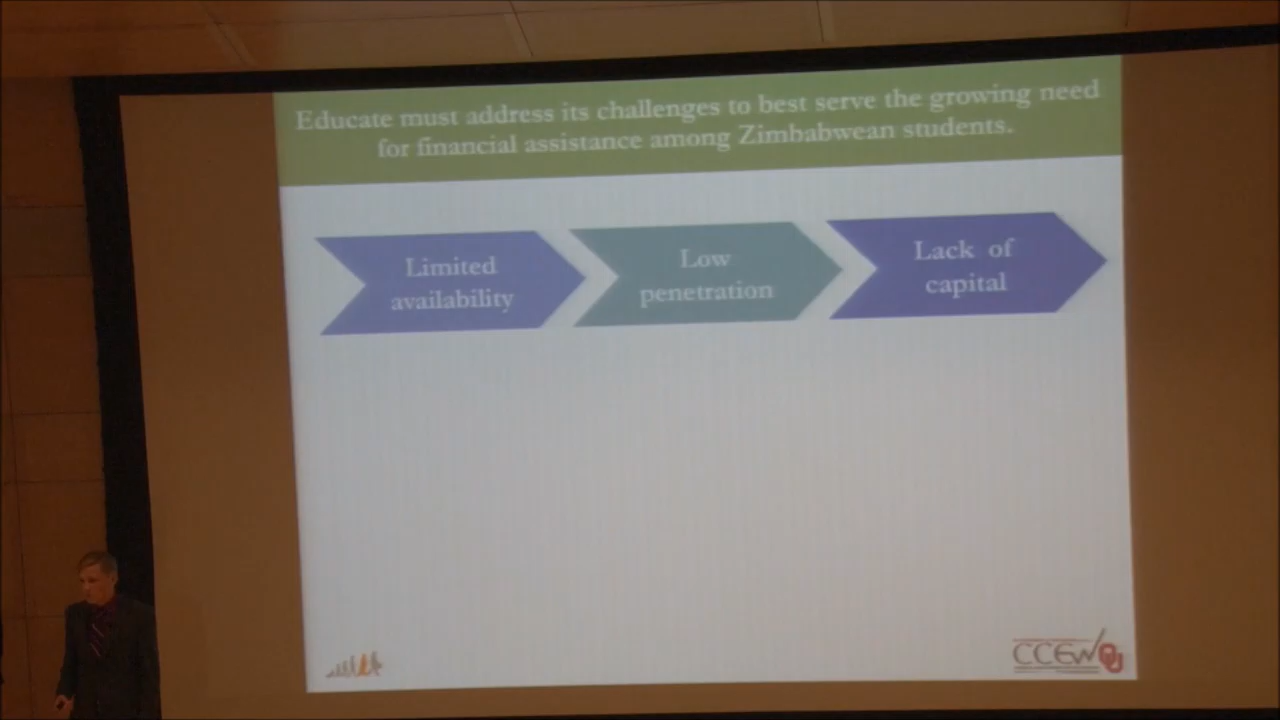 Educate must address its challenges to best serve the growing need
for financial assistance among Zimbabwean students.
Limited
availability
Low
penetration
Lack of
capital
CCEW OU